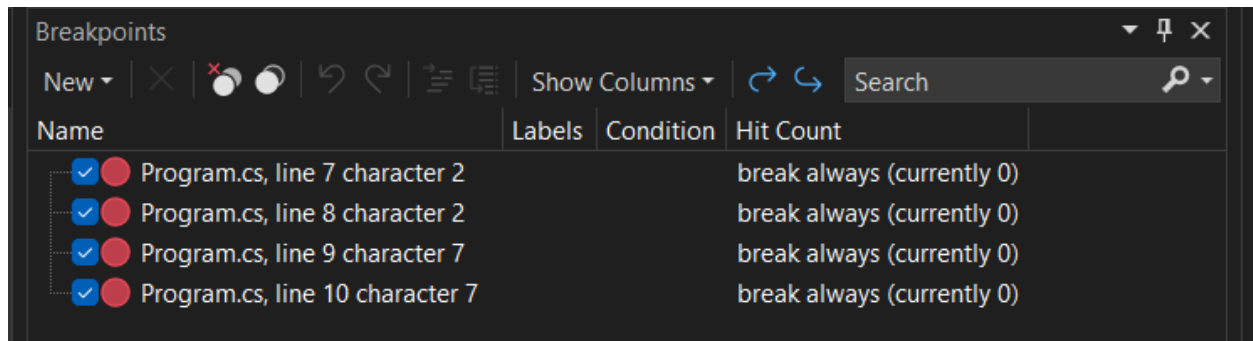 Breakpoints
New Show Columns Search
Name Labels Condition Hit Count
Program.cs, line 7 character 2 break always (currently 0)
Program.cs, line 8 character 2 break always (currently 0)
Program.cs, line 9 character 7 break always (currently 0)
Program.cs, line 10 character 7 break always (currently 0)